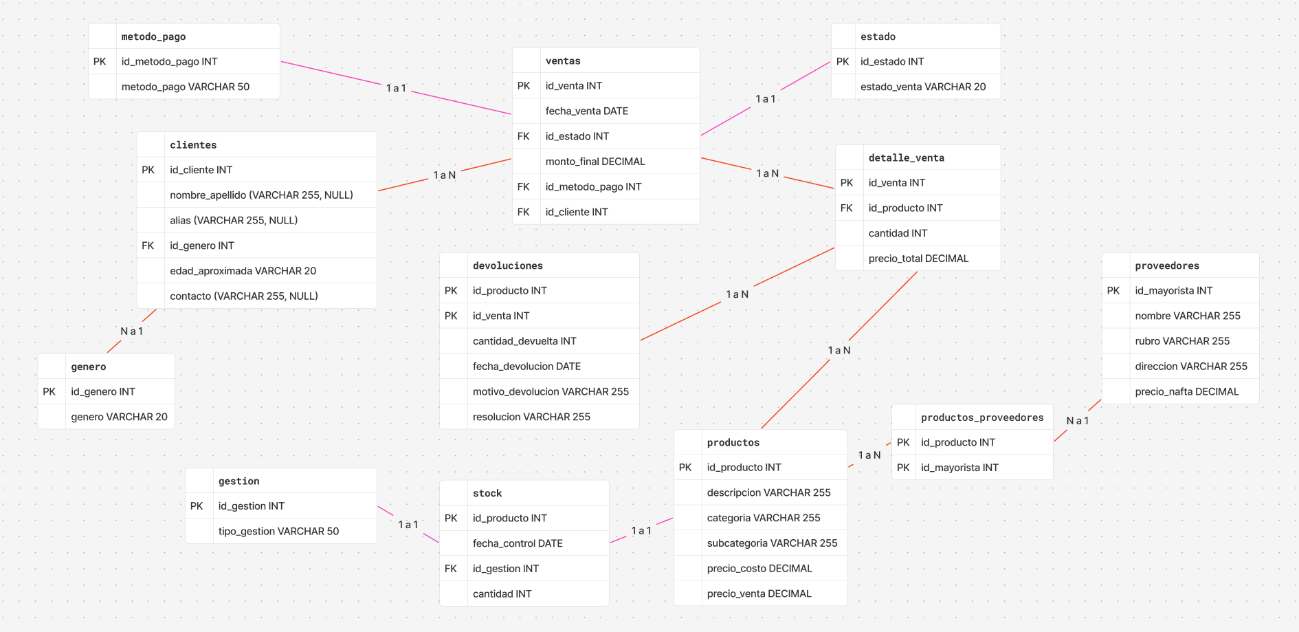 metodo_pago
PK id_metodo_pago INT
metodo_pago VARCHAR 50
1 a 1
ventas
PK id_venta INT
fecha_venta DATE
FK id_estado INT
monto_final DECIMAL
FK id_metodo_pago INT
FK id_cliente INT
1 a 1
estado
PK id_estado INT
estado_venta VARCHAR 20
clientes
PK id_cliente INT
nombre_apellido (VARCHAR 255, NULL)
alias (VARCHAR 255, NULL)
FK id_genero INT
edad_aproximada VARCHAR 20
contacto (VARCHAR 255, NULL)
1 a N
1 a N
detalle_venta
PK id_venta INT
FK id_producto INT
cantidad INT
precio_total DECIMAL
N a 1
genero
PK id_genero INT
genero VARCHAR 20
devoluciones
PK id_producto INT
PK id_venta INT
cantidad_devuelta INT
fecha_devolucion DATE
motivo_devolucion VARCHAR 255
resolucion VARCHAR 255
1 a N
1 a N
proveedores
PK id_mayorista INT
nombre VARCHAR 255
rubro VARCHAR 255
direccion VARCHAR 255
precio_nafta DECIMAL
N a 1
productos_proveedores
PK id_producto INT
PK id_mayorista INT
1 a N
productos
PK id_producto INT
descripcion VARCHAR 255
categoria VARCHAR 255
subcategoria VARCHAR 255
precio_costo DECIMAL
precio_venta DECIMAL
gestion
PK id_gestion INT
tipo_gestion VARCHAR 50
1 a 1
stock
PK id_producto INT
fecha_control DATE
FK id_gestion INT
cantidad INT
1 a 1